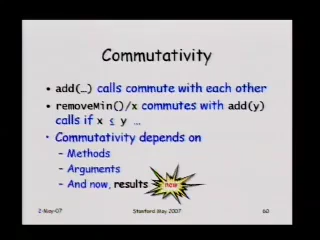 Commutativity
• add(…) calls commute with each other
• removeMin()/x commutes with add(y)
calls if x ≤ y …
• Commutativity depends on
– Methods
– Arguments
– And now, results
new
2-May-07
Stanford May 2007
60